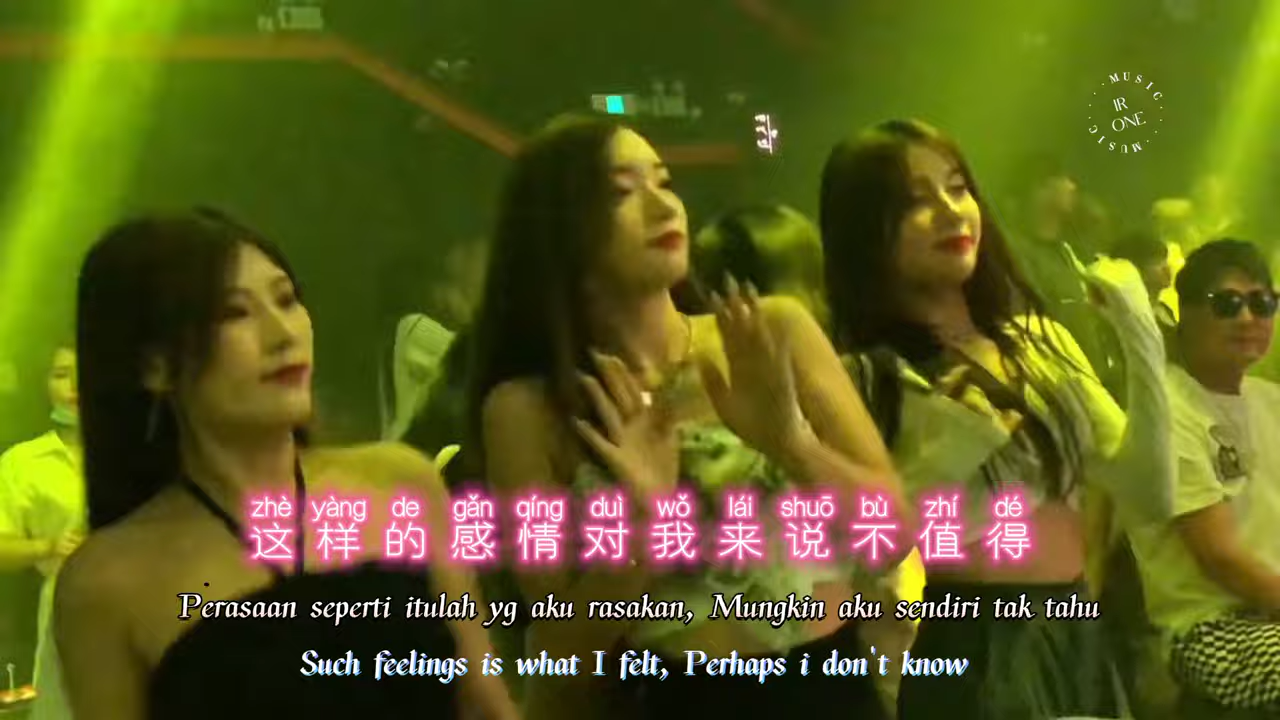 MUSIC
IR
ONE
MUSIC
zhè yàng de gǎn qíng duì wǒ lái shuō bù zhí dé
这样的感情对我来说不值得
Perasaan seperti itulah yg aku rasakan, Mungkin aku sendiri tak tahu
Such feelings is what I felt, Perhaps i don't know